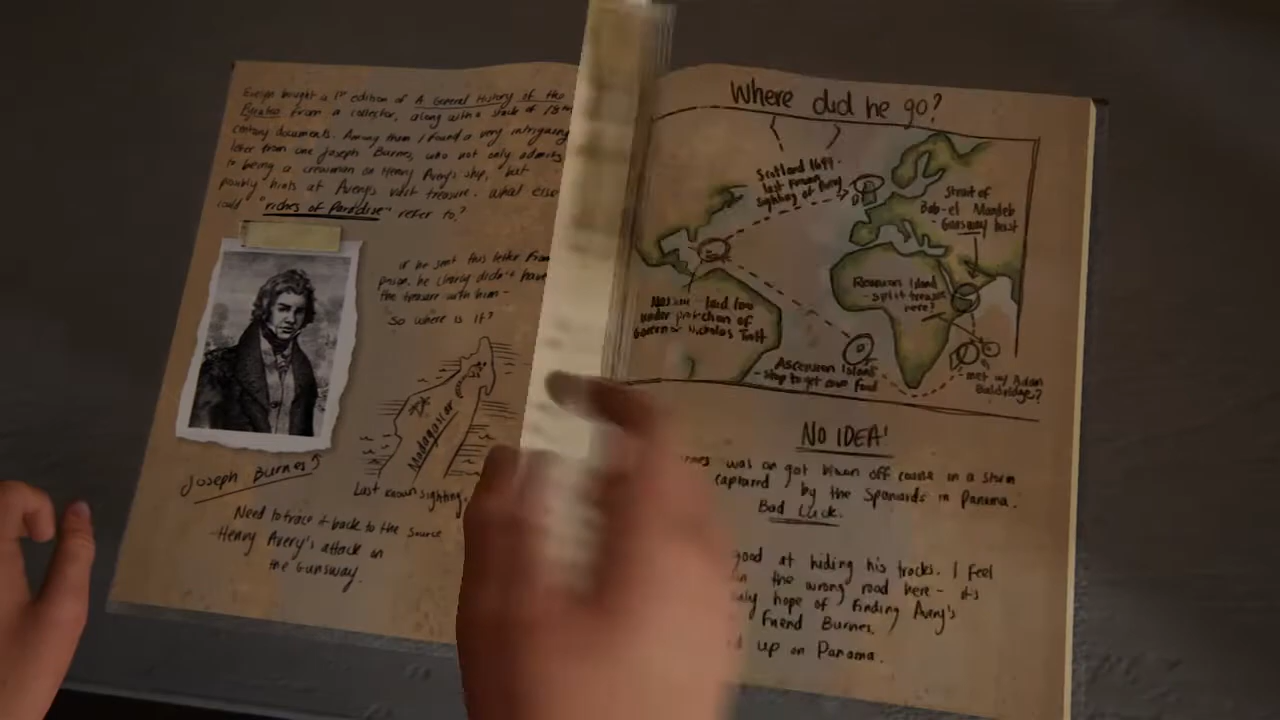 Evelyn bought a 1st edition of A General History of the
Pyrates from a collector, along with a stack of 18th
century documents. Among them I found a very intriguing
letter from one Joseph Burnes, who not only admits
to being a crewman on Henry Avery's ship, but
possibly hints at Avery's vast treasure. What else
could "riches of Paradise" refer to?
If he sent this letter from
prison, he clearly didn't have
the treasure with him-
So where is it?
Madagascar
Joseph Burnes
Last known sighting.
Need to trace it back to the source
-Henry Avery's attack on
the Gunsway.
Where did he go?
Scotland 1699-
last known
sighting of Avery
Strait of
Bab-el Mandeb
- Gunsway heist
Reunion Island
-split treasure
here?
- laid low
under protection of
Governor Nicholas Trott
Ascension Island
- stop to get food
- met w/ Adam
Baldridge?
NO IDEA!
was on got blown off course in a storm
captured by the Spaniards in Panama.
Bad Luck.
good at hiding his tracks. I feel
the wrong road here - it's
hope of finding Avery's
friend Burnes.
up on Panama.